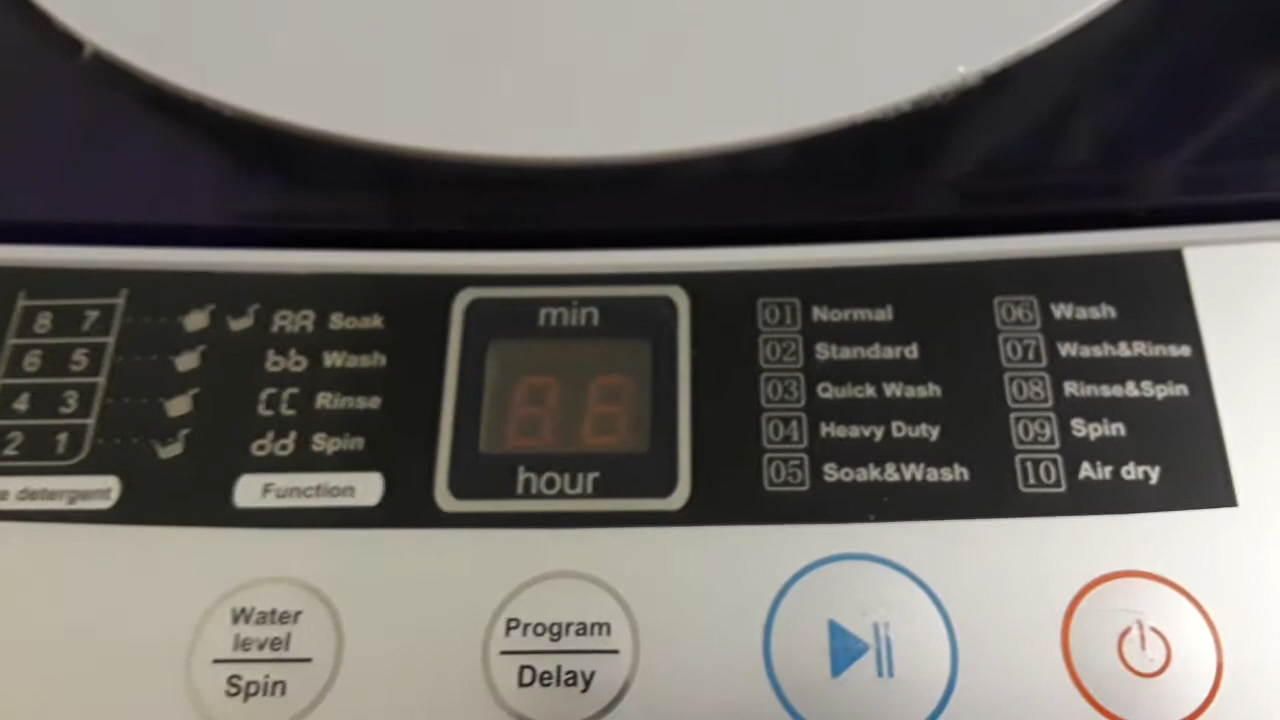 min
8 7
6 5
4 3
2 1
detergent
AA Soak
bb Wash
CC Rinse
dd Spin
Function
hour
01 Normal
02 Standard
03 Quick Wash
04 Heavy Duty
05 Soak&Wash
06 Wash
07 Wash&Rinse
08 Rinse&Spin
09 Spin
10 Air dry
Water
level
Spin
Program
Delay